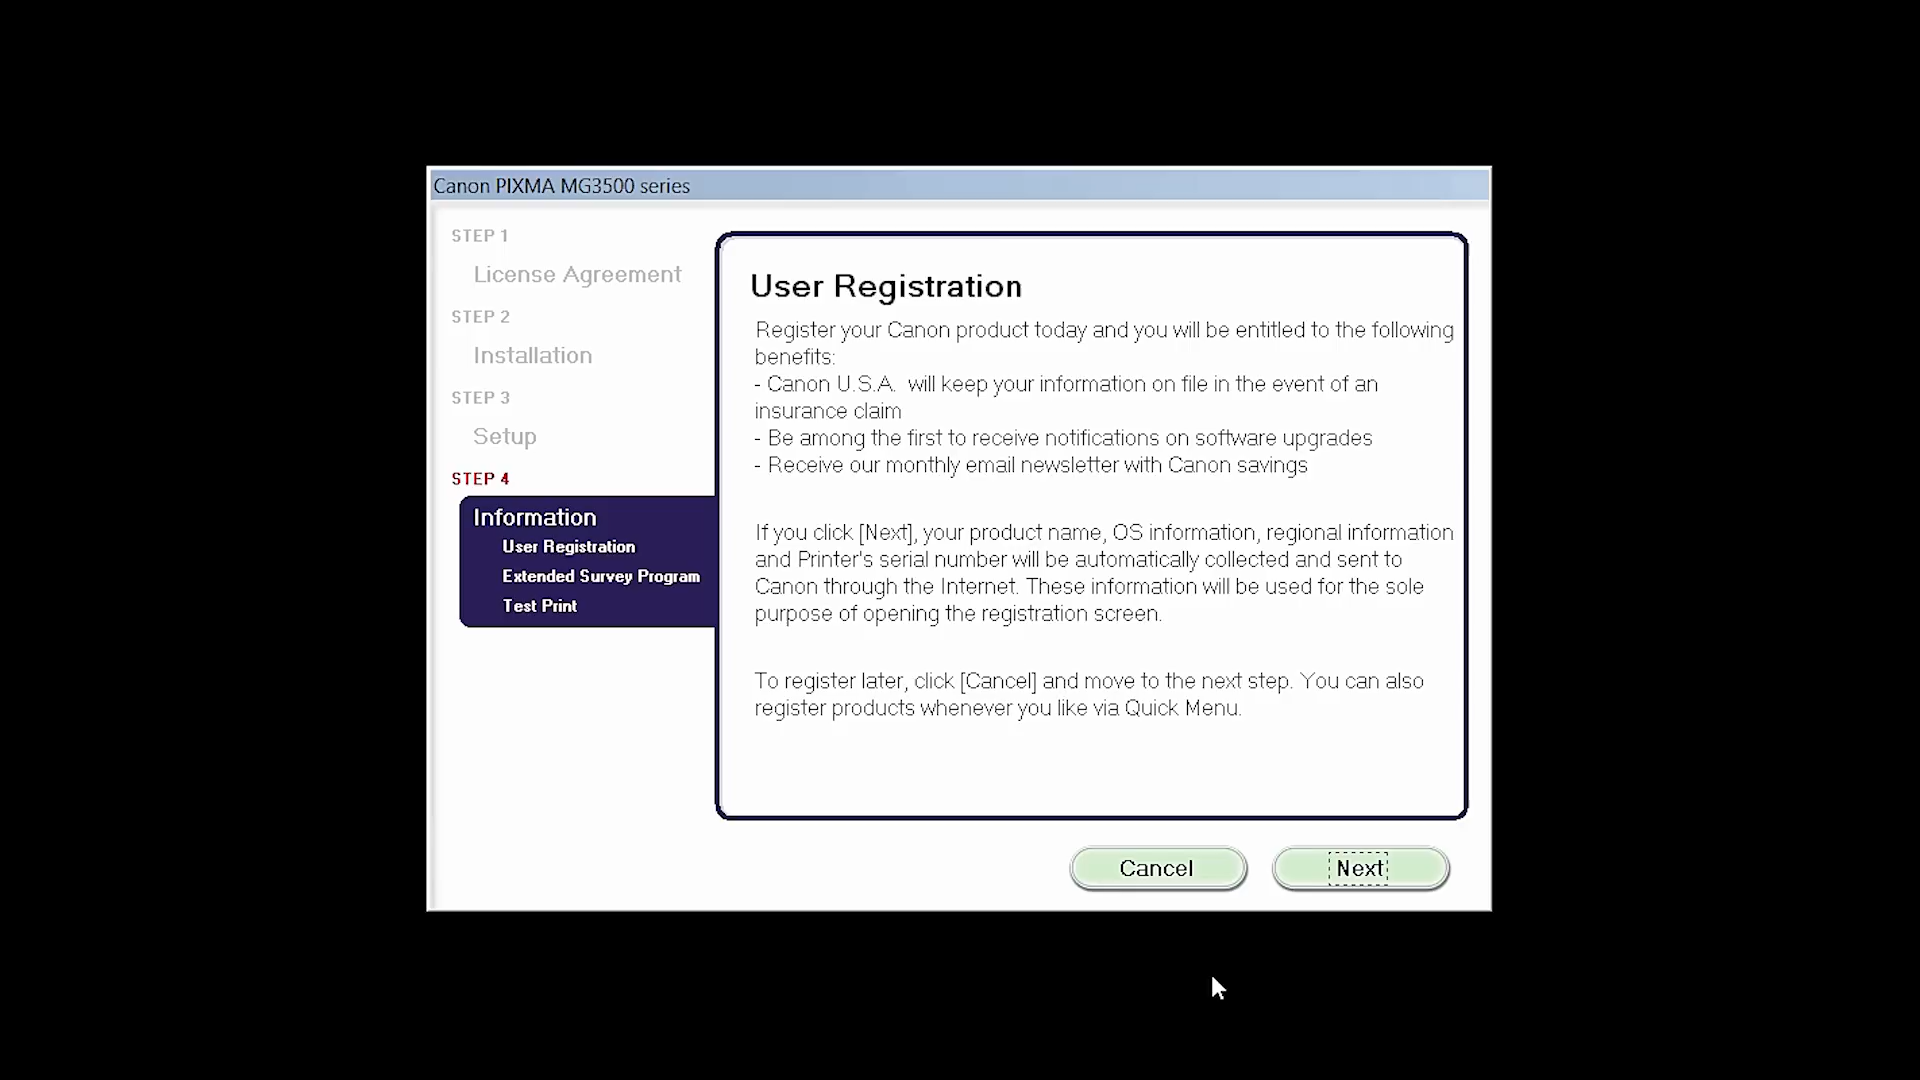 Canon PIXMA MG3500 series
STEP 1
License Agreement
STEP 2
Installation
STEP 3
Setup
STEP 4
Information
User Registration
Extended Survey Program
Test Print
User Registration
Register your Canon product today and you will be entitled to the following
benefits:
- Canon U.S.A.  will keep your information on file in the event of an
insurance claim
- Be among the first to receive notifications on software upgrades
- Receive our monthly email newsletter with Canon savings
If you click [Next], your product name, OS information, regional information
and Printer's serial number will be automatically collected and sent to
Canon through the Internet. These information will be used for the sole
purpose of opening the registration screen.
To register later, click [Cancel] and move to the next step. You can also
register products whenever you like via Quick Menu.
Cancel
Next